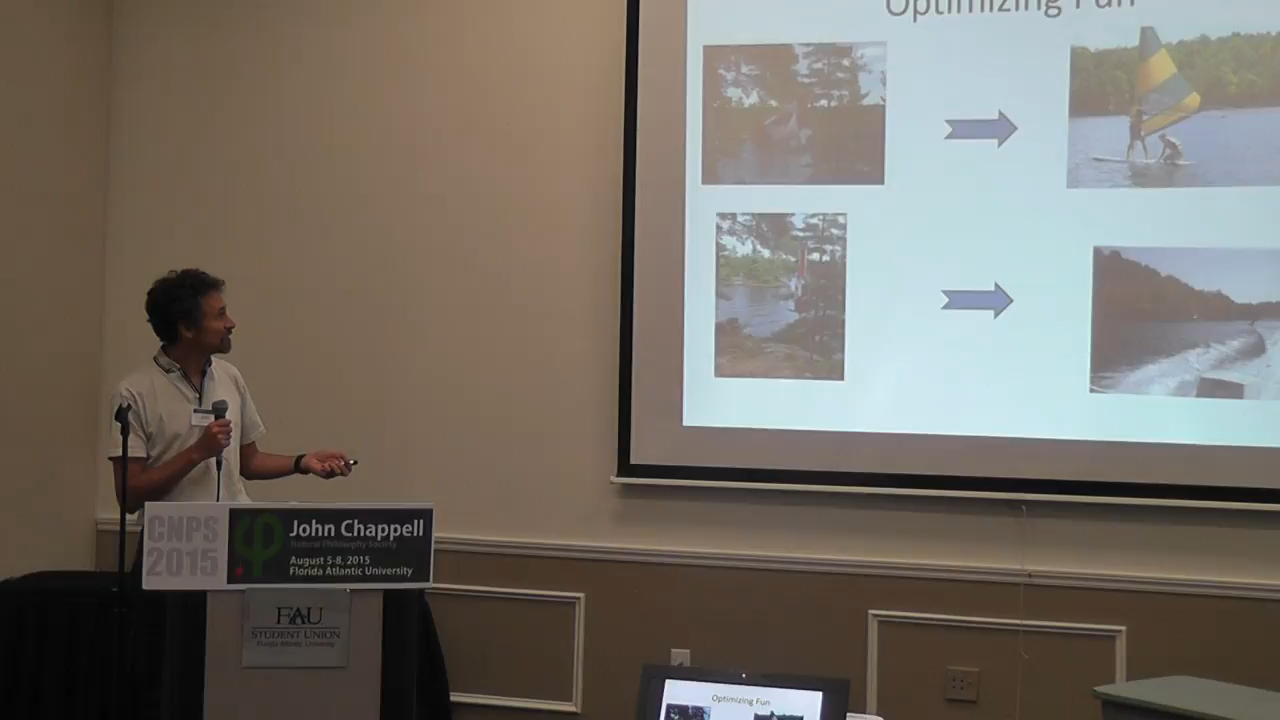 Optimizing Fun
CNPS
2015
John Chappell
Natural Philosophy Society
August 5-8, 2015
Florida Atlantic University
FAU
STUDENT UNION
Florida Atlantic University
Optimizing Fun